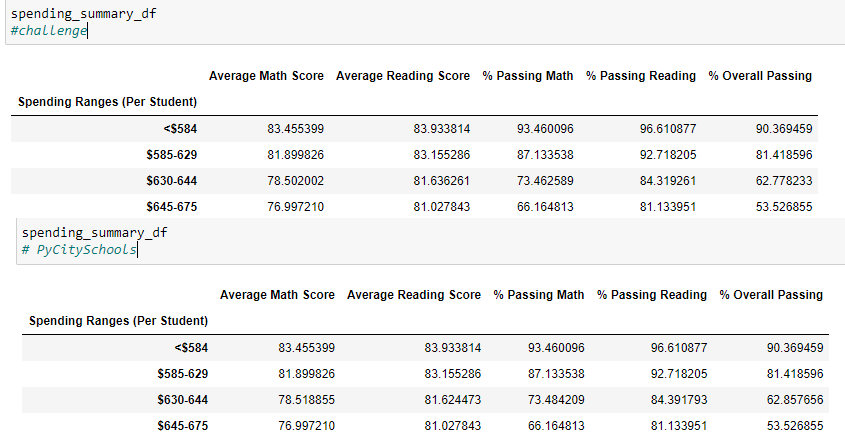 spending_summary_df
#challenge
Average Math Score Average Reading Score % Passing Math % Passing Reading % Overall Passing
Spending Ranges (Per Student)
<$584 83.455399 83.933814 93.460096 96.610877 90.369459
$585-629 81.899826 83.155286 87.133538 92.718205 81.418596
$630-644 78.502002 81.636261 73.462589 84.319261 62.778233
$645-675 76.997210 81.027843 66.164813 81.133951 53.526855
spending_summary_df
# PyCitySchools
Average Math Score Average Reading Score % Passing Math % Passing Reading % Overall Passing
Spending Ranges (Per Student)
<$584 83.455399 83.933814 93.460096 96.610877 90.369459
$585-629 81.899826 83.155286 87.133538 92.718205 81.418596
$630-644 78.518855 81.624473 73.484209 84.391793 62.857656
$645-675 76.997210 81.027843 66.164813 81.133951 53.526855